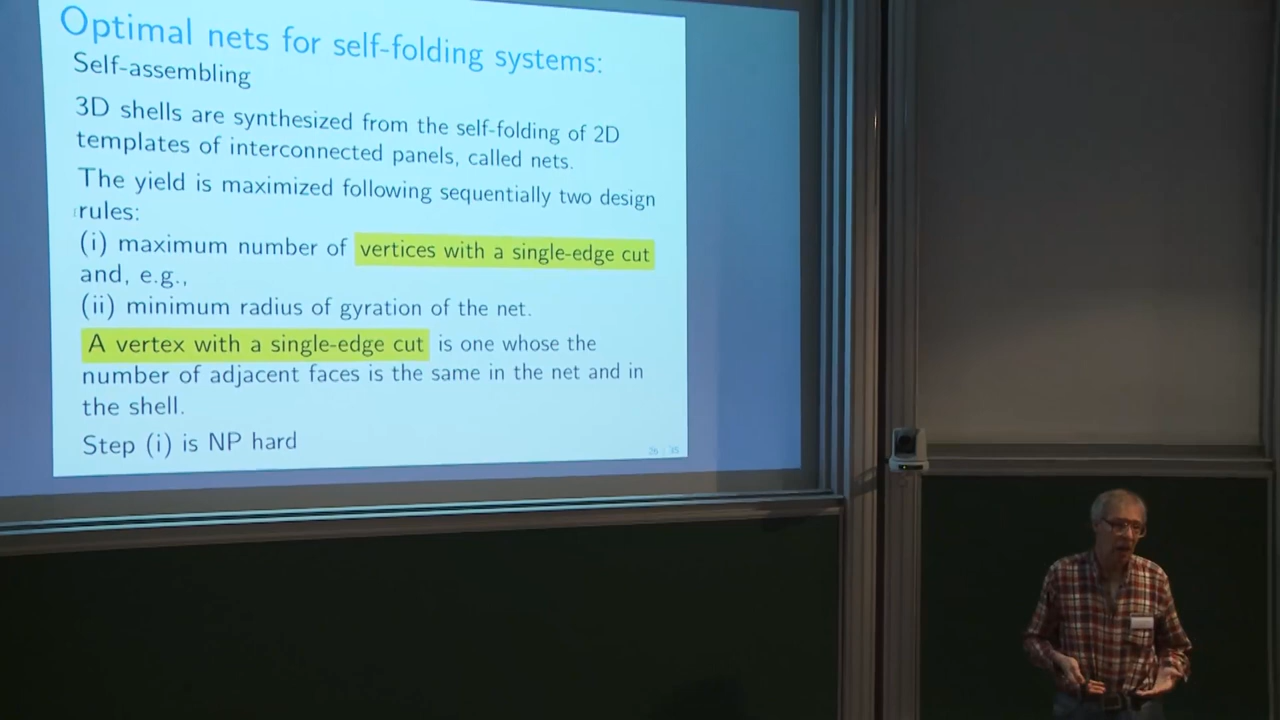 Optimal nets for self-folding systems:
Self-assembling
3D shells are synthesized from the self-folding of 2D
templates of interconnected panels, called nets.
The yield is maximized following sequentially two design
rules:
(i) maximum number of vertices with a single-edge cut
and, e.g.,
(ii) minimum radius of gyration of the net.
A vertex with a single-edge cut is one whose the
number of adjacent faces is the same in the net and in
the shell.
Step (i) is NP hard